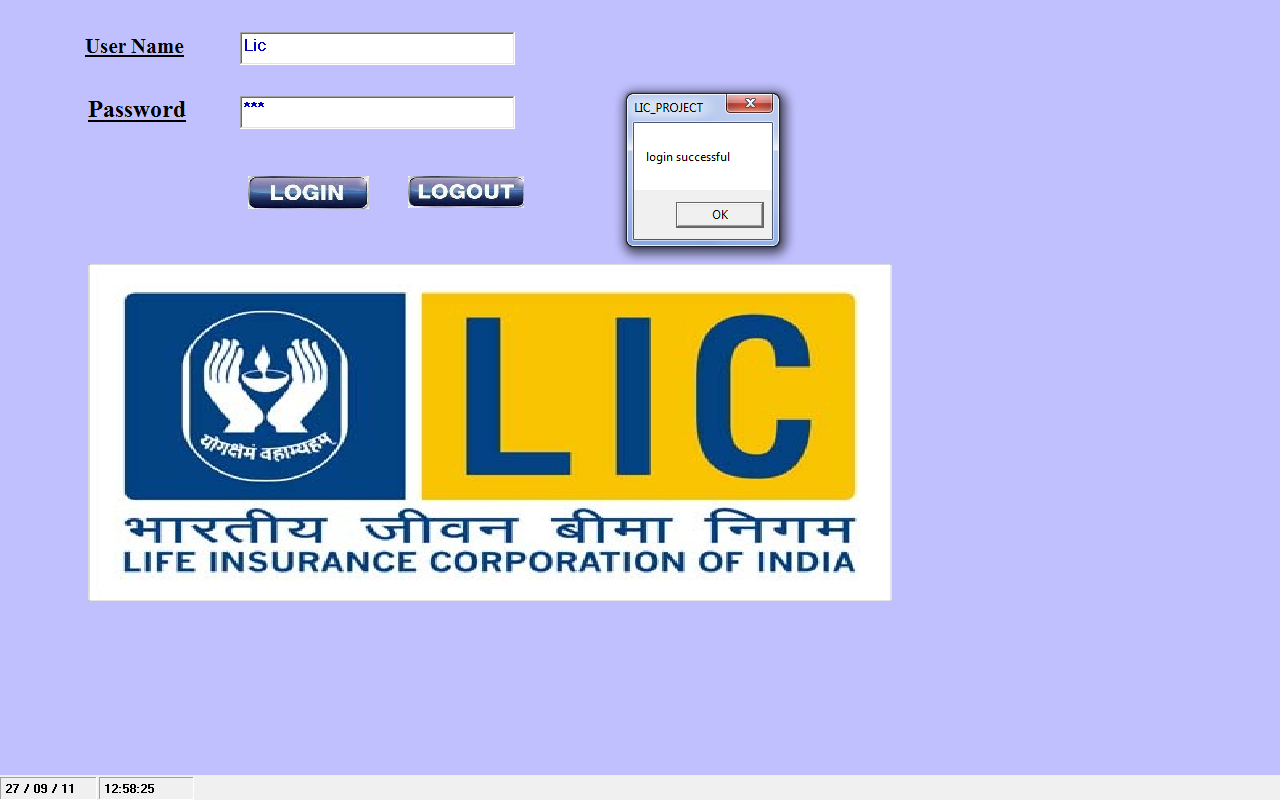 User Name
Lic
Password
***
LOGIN
LOGOUT
LIC_PROJECT
login successful
OK
योगक्षेमं वहाम्यहम्
LIC
भारतीय जीवन बीमा निगम
LIFE INSURANCE CORPORATION OF INDIA
27 / 09 / 11
12:58:25